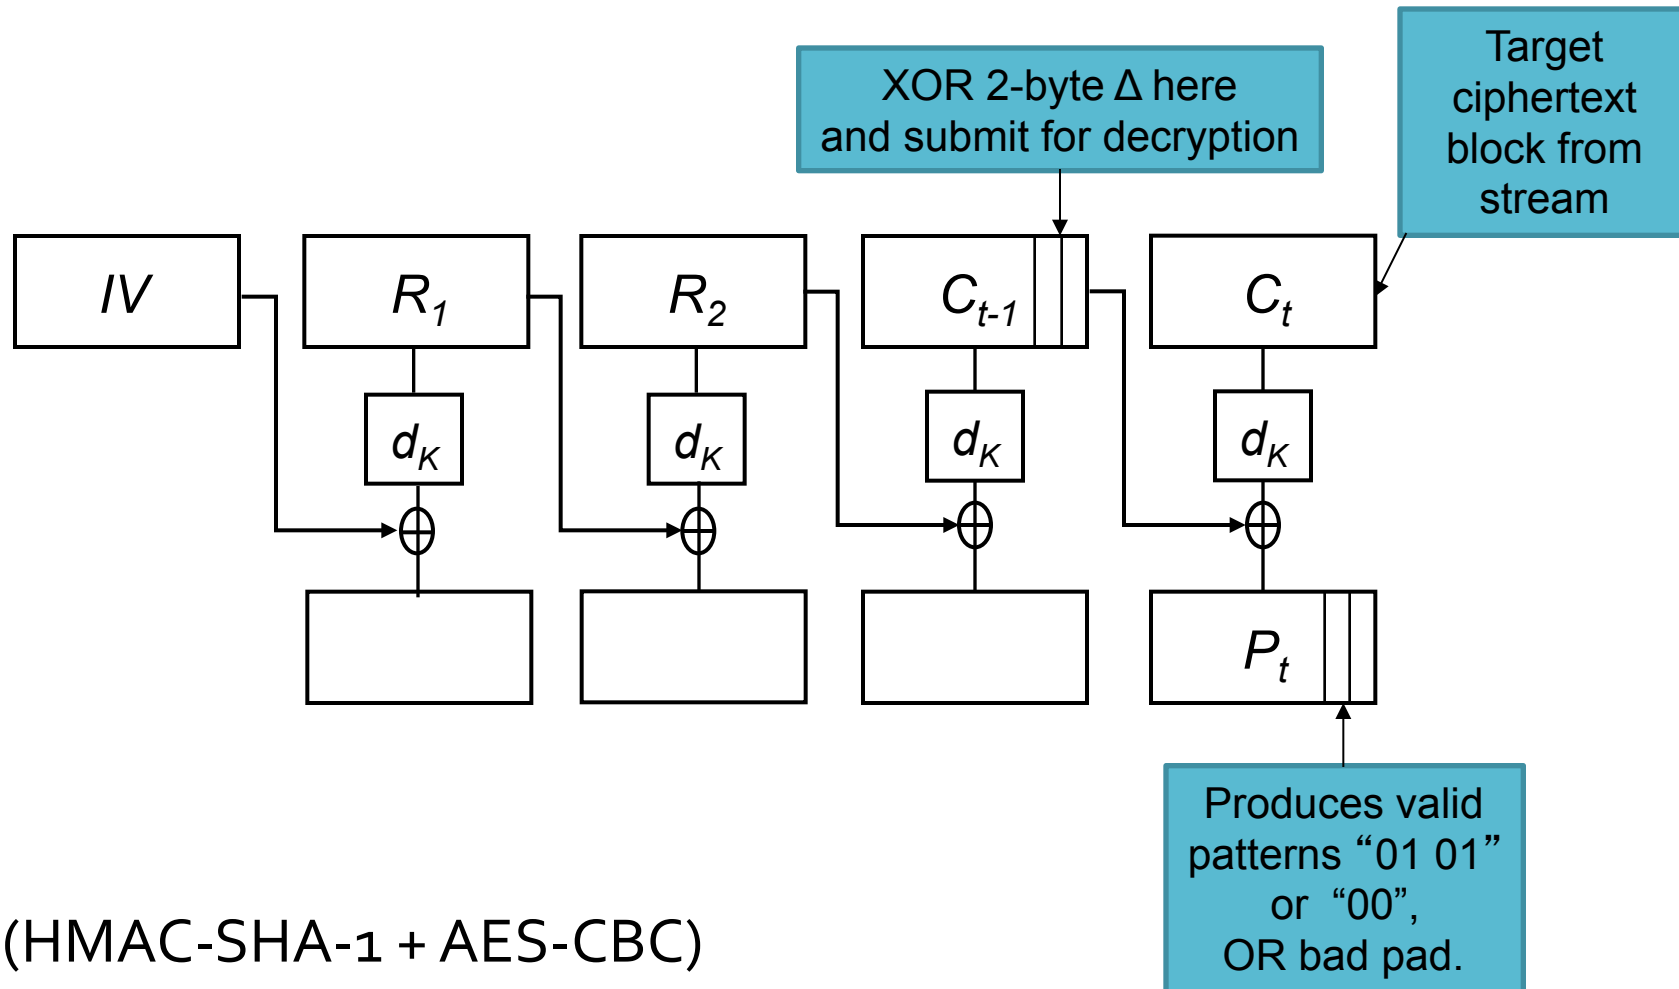 XOR 2-byte Δ here
and submit for decryption
Target
ciphertext
block from
stream
IV
R1
R2
Ct-1
Ct
dK
dK
dK
dK
Pt
Produces valid
patterns “01 01”
or “00”,
OR bad pad.
(HMAC-SHA-1 + AES-CBC)